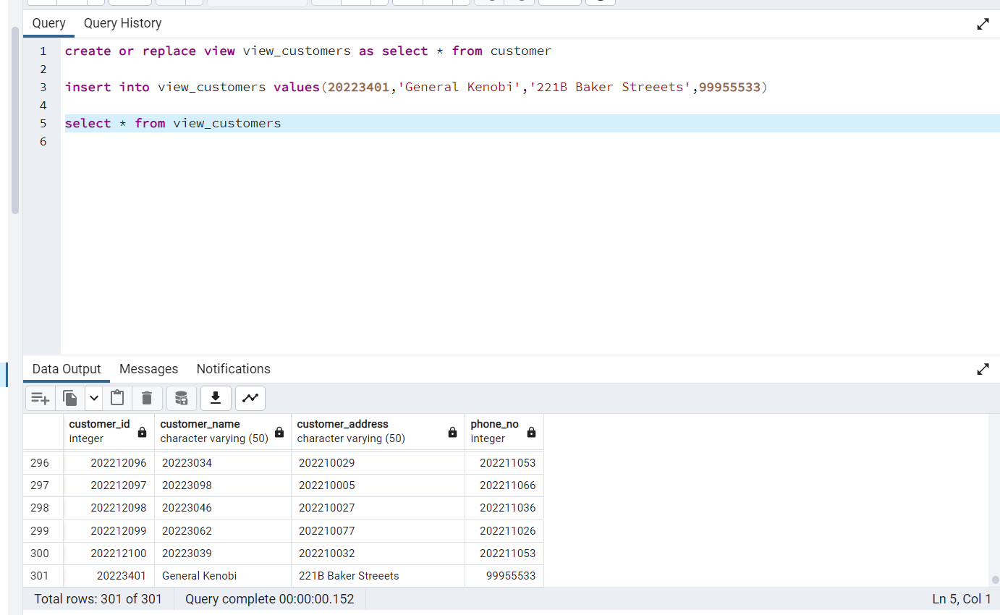 Query Query History
1 create or replace view view_customers as select * from customer
2
3 insert into view_customers values(20223401,'General Kenobi','221B Baker Streeets',99955533)
4
5 select * from view_customers
6
Data Output Messages Notifications
customer_id customer_name customer_address phone_no
integer character varying (50) character varying (50) integer
296 202212096 20223034 202210029 202211053
297 202212097 20223098 202210005 202211066
298 202212098 20223046 202210027 202211036
299 202212099 20223062 202210077 202211026
300 202212100 20223039 202210032 202211053
301 20223401 General Kenobi 221B Baker Streeets 99955533
Total rows: 301 of 301 Query complete 00:00:00.152 Ln 5, Col 1